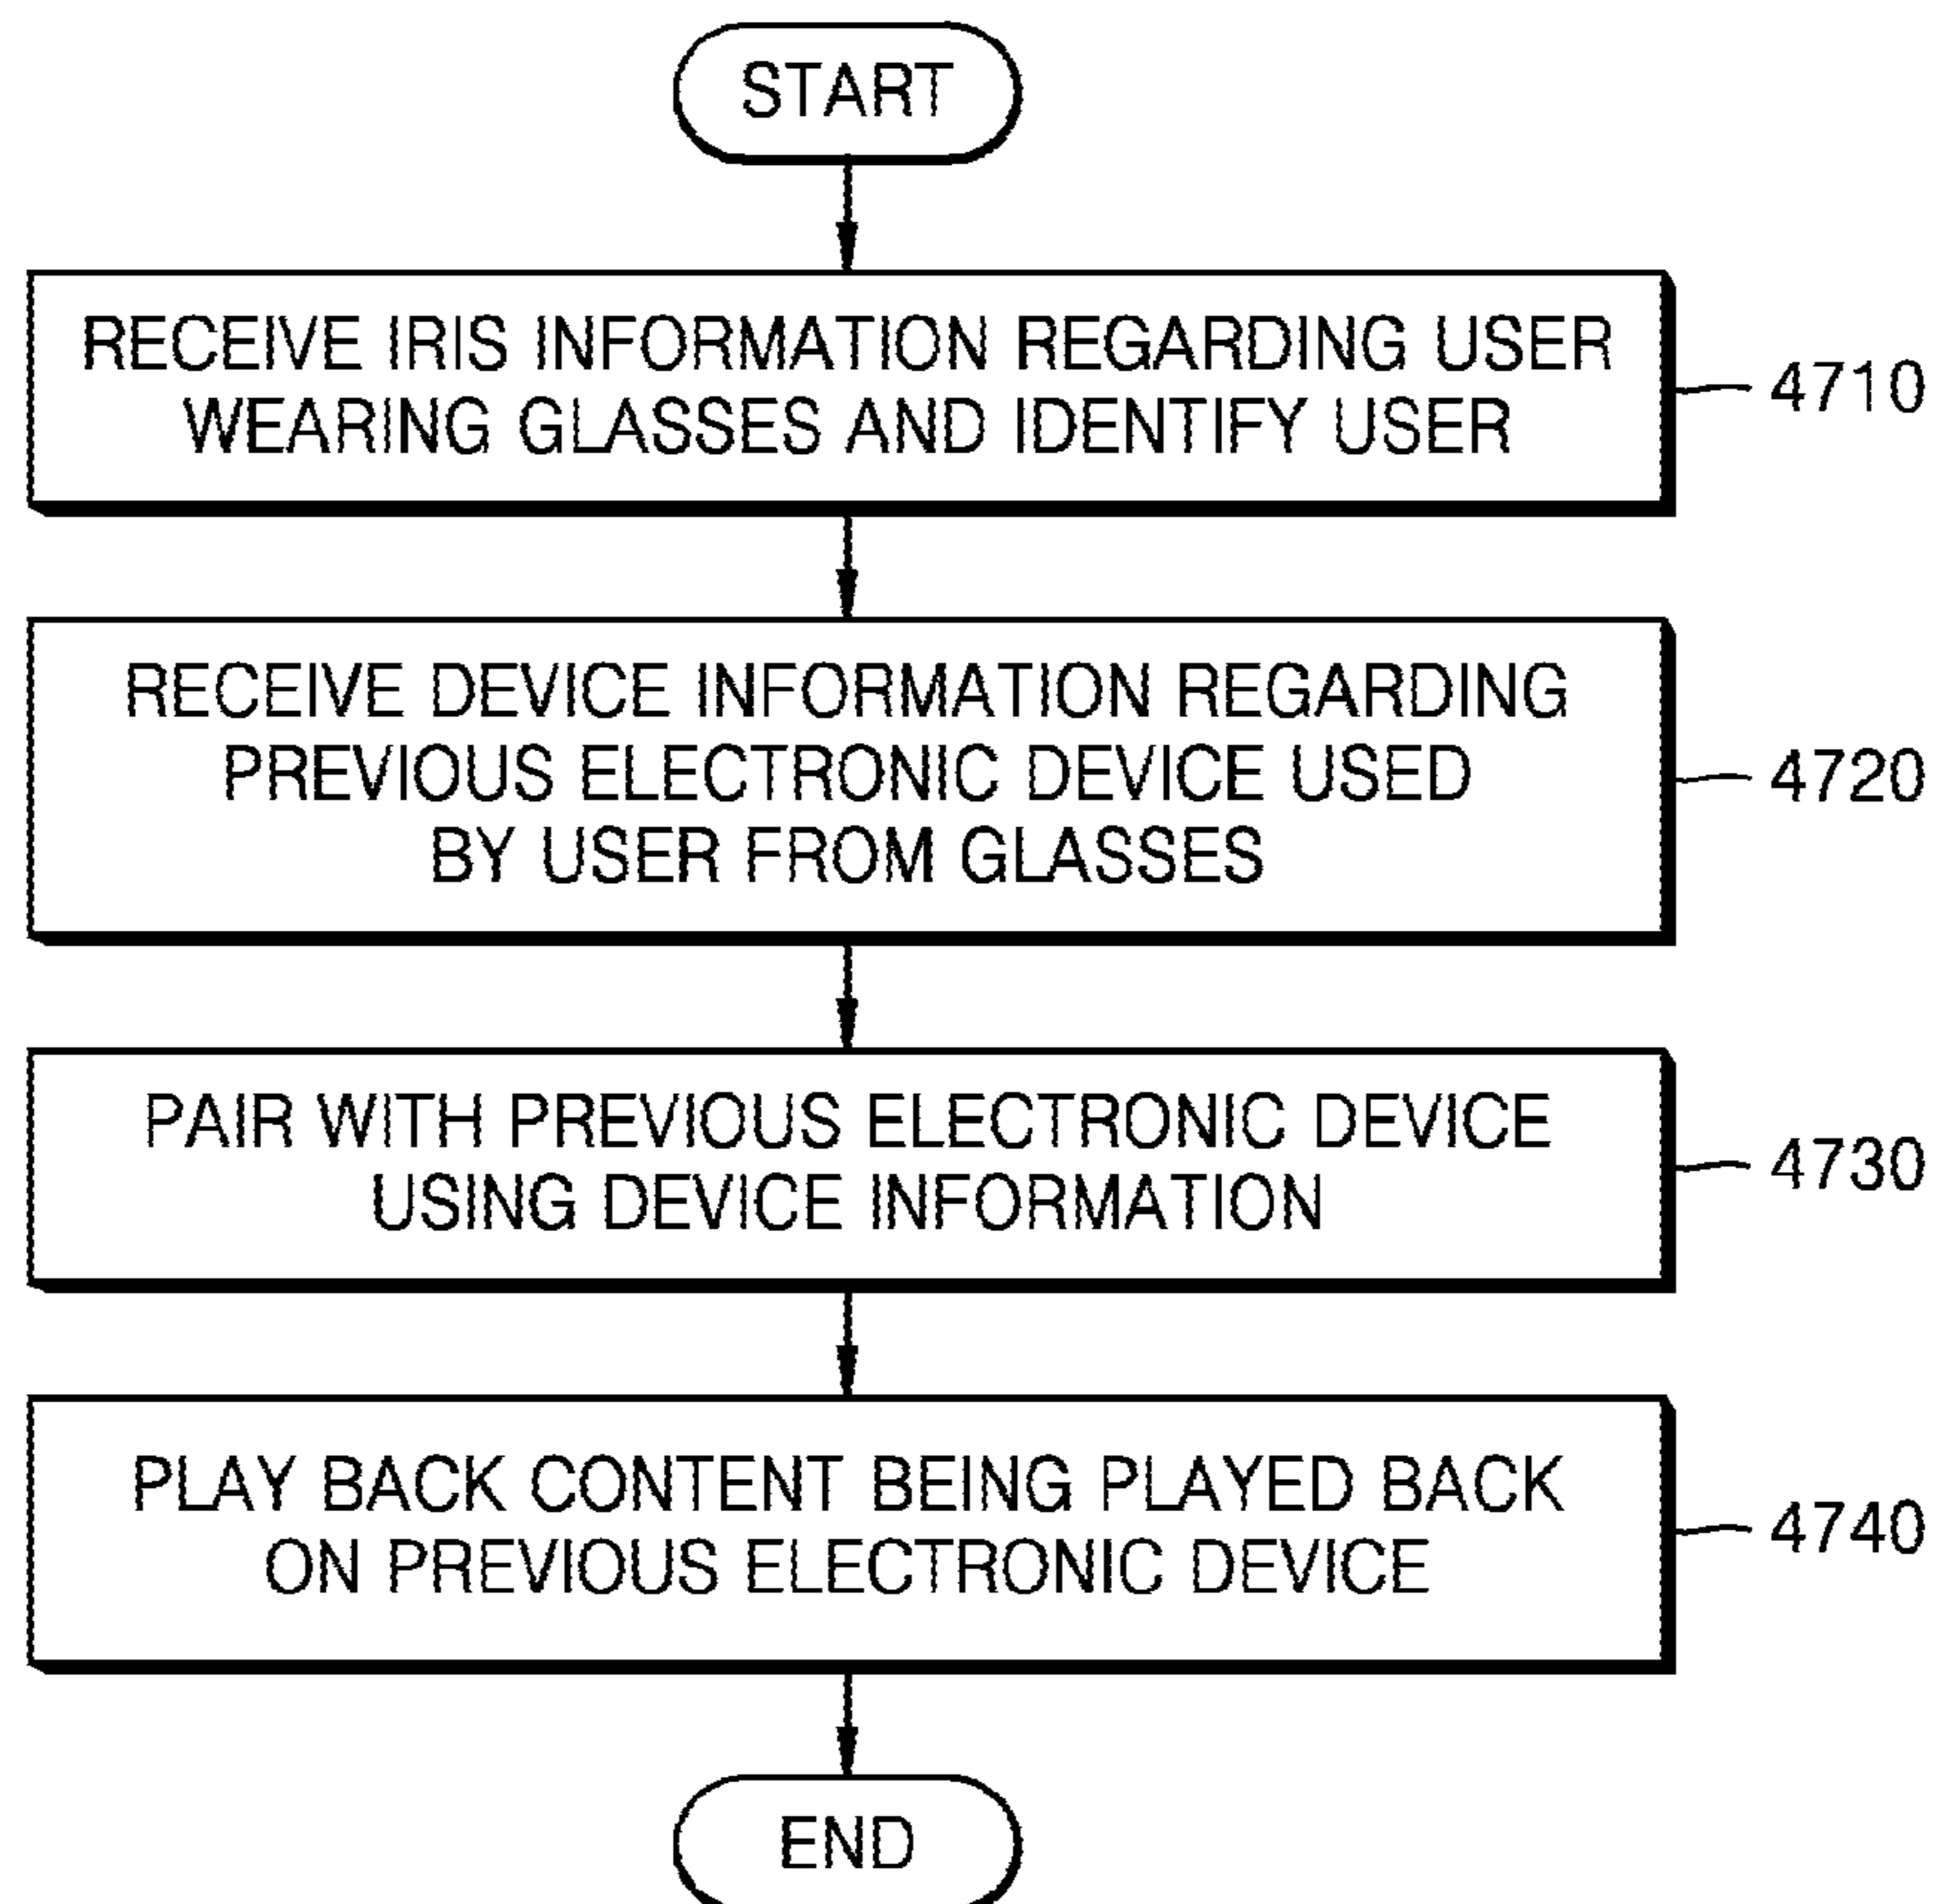 START
RECEIVE IRIS INFORMATION REGARDING USER
WEARING GLASSES AND IDENTIFY USER
4710
RECEIVE DEVICE INFORMATION REGARDING
PREVIOUS ELECTRONIC DEVICE USED
BY USER FROM GLASSES
4720
PAIR WITH PREVIOUS ELECTRONIC DEVICE
USING DEVICE INFORMATION
4730
PLAY BACK CONTENT BEING PLAYED BACK
ON PREVIOUS ELECTRONIC DEVICE
4740
END